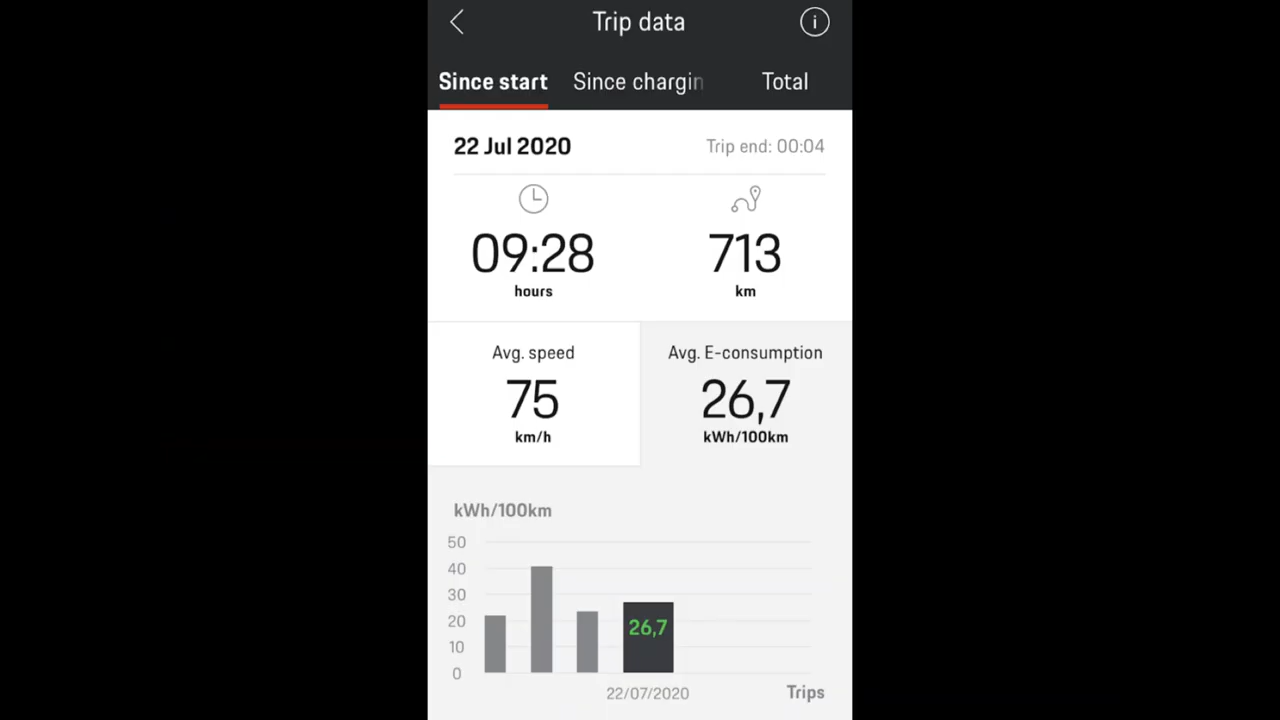 Trip data
Since start Since chargin Total
22 Jul 2020 Trip end: 00:04
09:28 713
hours km
Avg. speed Avg. E-consumption
75 26,7
km/h kWh/100km
kWh/100km
50
40
30
20
10
0
26,7
22/07/2020 Trips